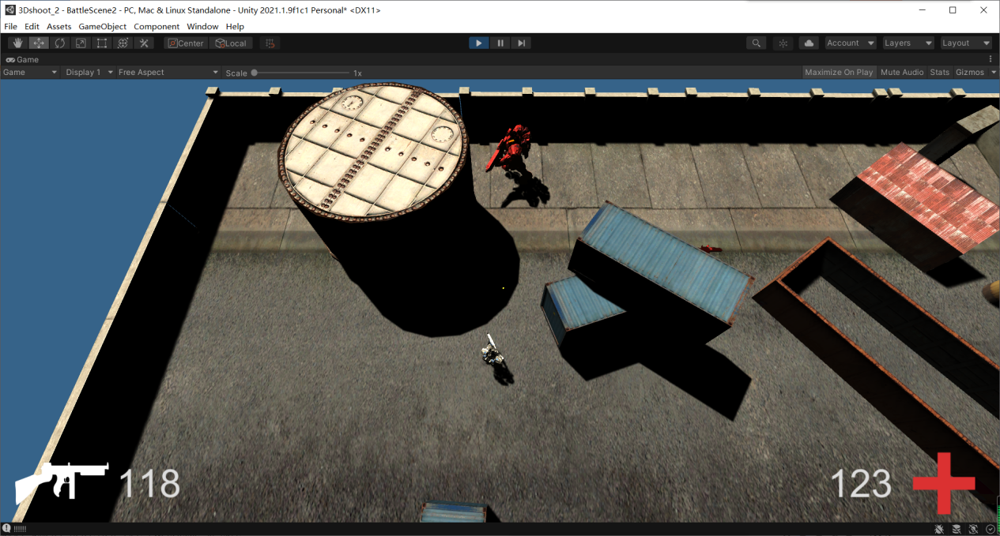 3Dshoot_2 - BattleScene2 - PC, Mac & Linux Standalone - Unity 2021.1.9f1c1 Personal* <DX11>
File Edit Assets GameObject Component Window Help
Center Local Account Layers Layout
Game
Game Display 1 Free Aspect Scale 1x Maximize On Play Mute Audio Stats Gizmos
118 123
!!!!!!